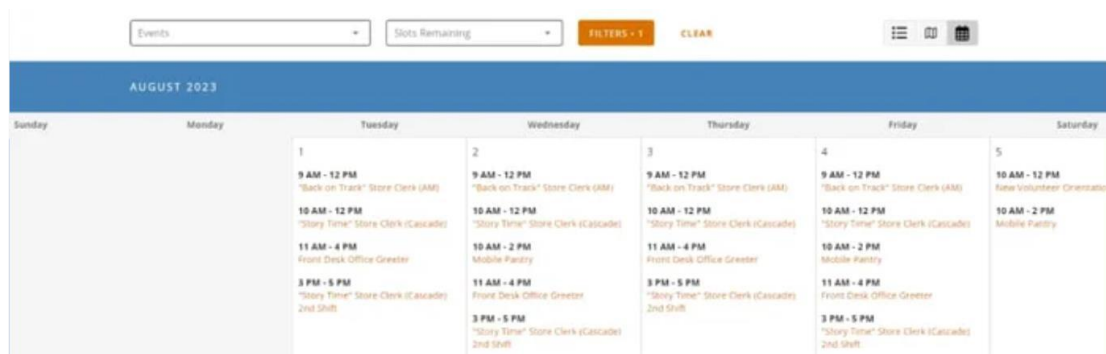 Events
Slots Remaining
FILTERS • 1
CLEAR
AUGUST 2023
Sunday Monday Tuesday Wednesday Thursday Friday Saturday
1
9 AM - 12 PM
"Back on Track" Store Clerk (AM)
10 AM - 12 PM
"Story Time" Store Clerk (Cascade)
11 AM - 4 PM
Front Desk Office Greeter
3 PM - 5 PM
"Story Time" Store Clerk (Cascade)
2nd Shift
2
9 AM - 12 PM
"Back on Track" Store Clerk (AM)
10 AM - 12 PM
"Story Time" Store Clerk (Cascade)
10 AM - 2 PM
Mobile Pantry
11 AM - 4 PM
Front Desk Office Greeter
3 PM - 5 PM
"Story Time" Store Clerk (Cascade)
2nd Shift
3
9 AM - 12 PM
"Back on Track" Store Clerk (AM)
10 AM - 12 PM
"Story Time" Store Clerk (Cascade)
11 AM - 4 PM
Front Desk Office Greeter
3 PM - 5 PM
"Story Time" Store Clerk (Cascade)
2nd Shift
4
9 AM - 12 PM
"Back on Track" Store Clerk (AM)
10 AM - 12 PM
"Story Time" Store Clerk (Cascade)
10 AM - 2 PM
Mobile Pantry
11 AM - 4 PM
Front Desk Office Greeter
3 PM - 5 PM
"Story Time" Store Clerk (Cascade)
2nd Shift
5
10 AM - 12 PM
New Volunteer Orientatio
10 AM - 2 PM
Mobile Pantry